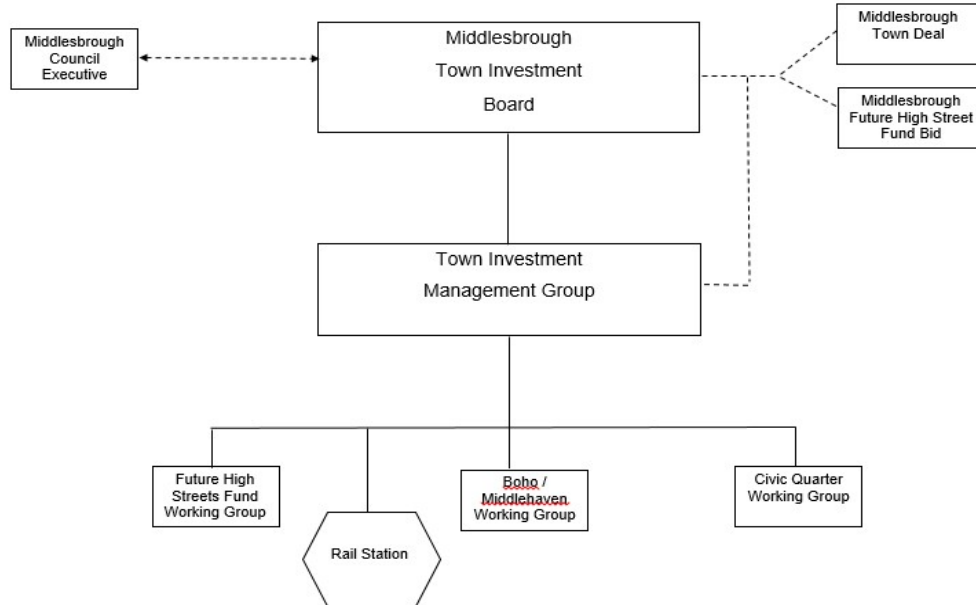 Middlesbrough
Council
Executive
Middlesbrough
Town Investment
Board
Middlesbrough
Town Deal
Middlesbrough
Future High Street
Fund Bid
Town Investment
Management Group
Future High
Streets Fund
Working Group
Rail Station
Boho /
Middlehaven
Working Group
Civic Quarter
Working Group